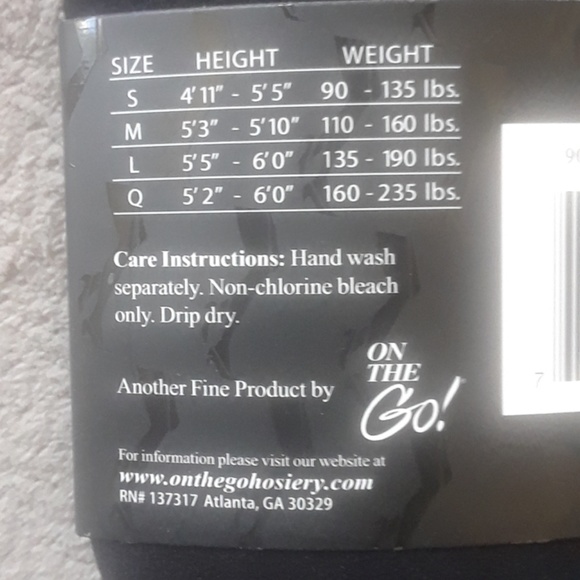 SIZE HEIGHT WEIGHT
S 4'11" - 5'5" 90 - 135 lbs.
M 5'3" - 5'10" 110 - 160 lbs.
L 5'5" - 6'0" 135 - 190 lbs.
Q 5'2" - 6'0" 160 - 235 lbs.
Care Instructions: Hand wash
separately. Non-chlorine bleach
only. Drip dry.
ON
THE
Go!
Another Fine Product by
For information please visit our website at
www.onthegohosiery.com
RN# 137317 Atlanta, GA 30329
90
7